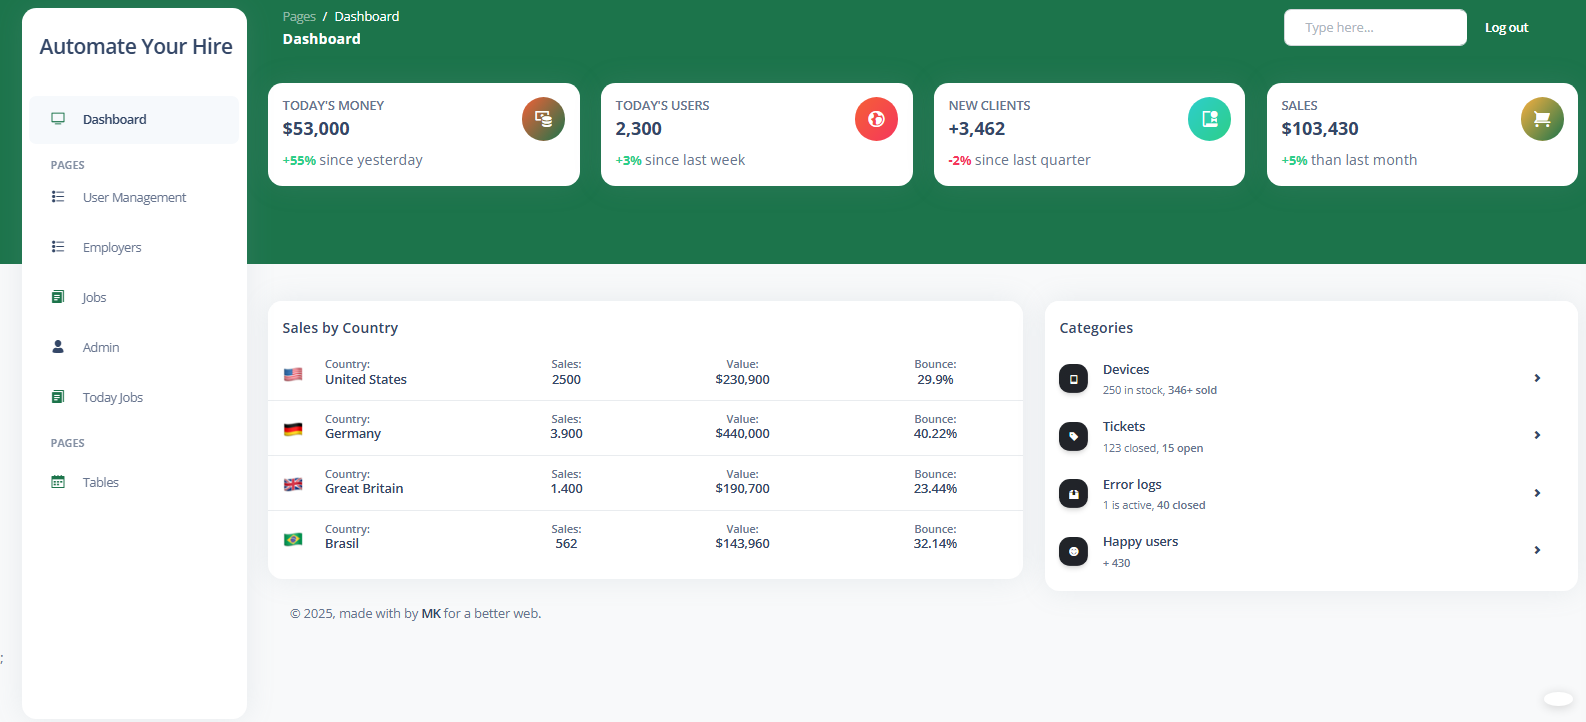 Automate Your Hire
Dashboard
PAGES
User Management
Employers
Jobs
Admin
Today Jobs
PAGES
Tables
;
Pages / Dashboard
Dashboard
Type here...
Log out
TODAY'S MONEY
$53,000
+55% since yesterday
TODAY'S USERS
2,300
+3% since last week
NEW CLIENTS
+3,462
-2% since last quarter
SALES
$103,430
+5% than last month
Sales by Country
Country: Sales: Value: Bounce:
United States 2500 $230,900 29.9%
Country: Sales: Value: Bounce:
Germany 3.900 $440,000 40.22%
Country: Sales: Value: Bounce:
Great Britain 1.400 $190,700 23.44%
Country: Sales: Value: Bounce:
Brasil 562 $143,960 32.14%
Categories
Devices
250 in stock, 346+ sold
Tickets
123 closed, 15 open
Error logs
1 is active, 40 closed
Happy users
+ 430
© 2025, made with by MK for a better web.